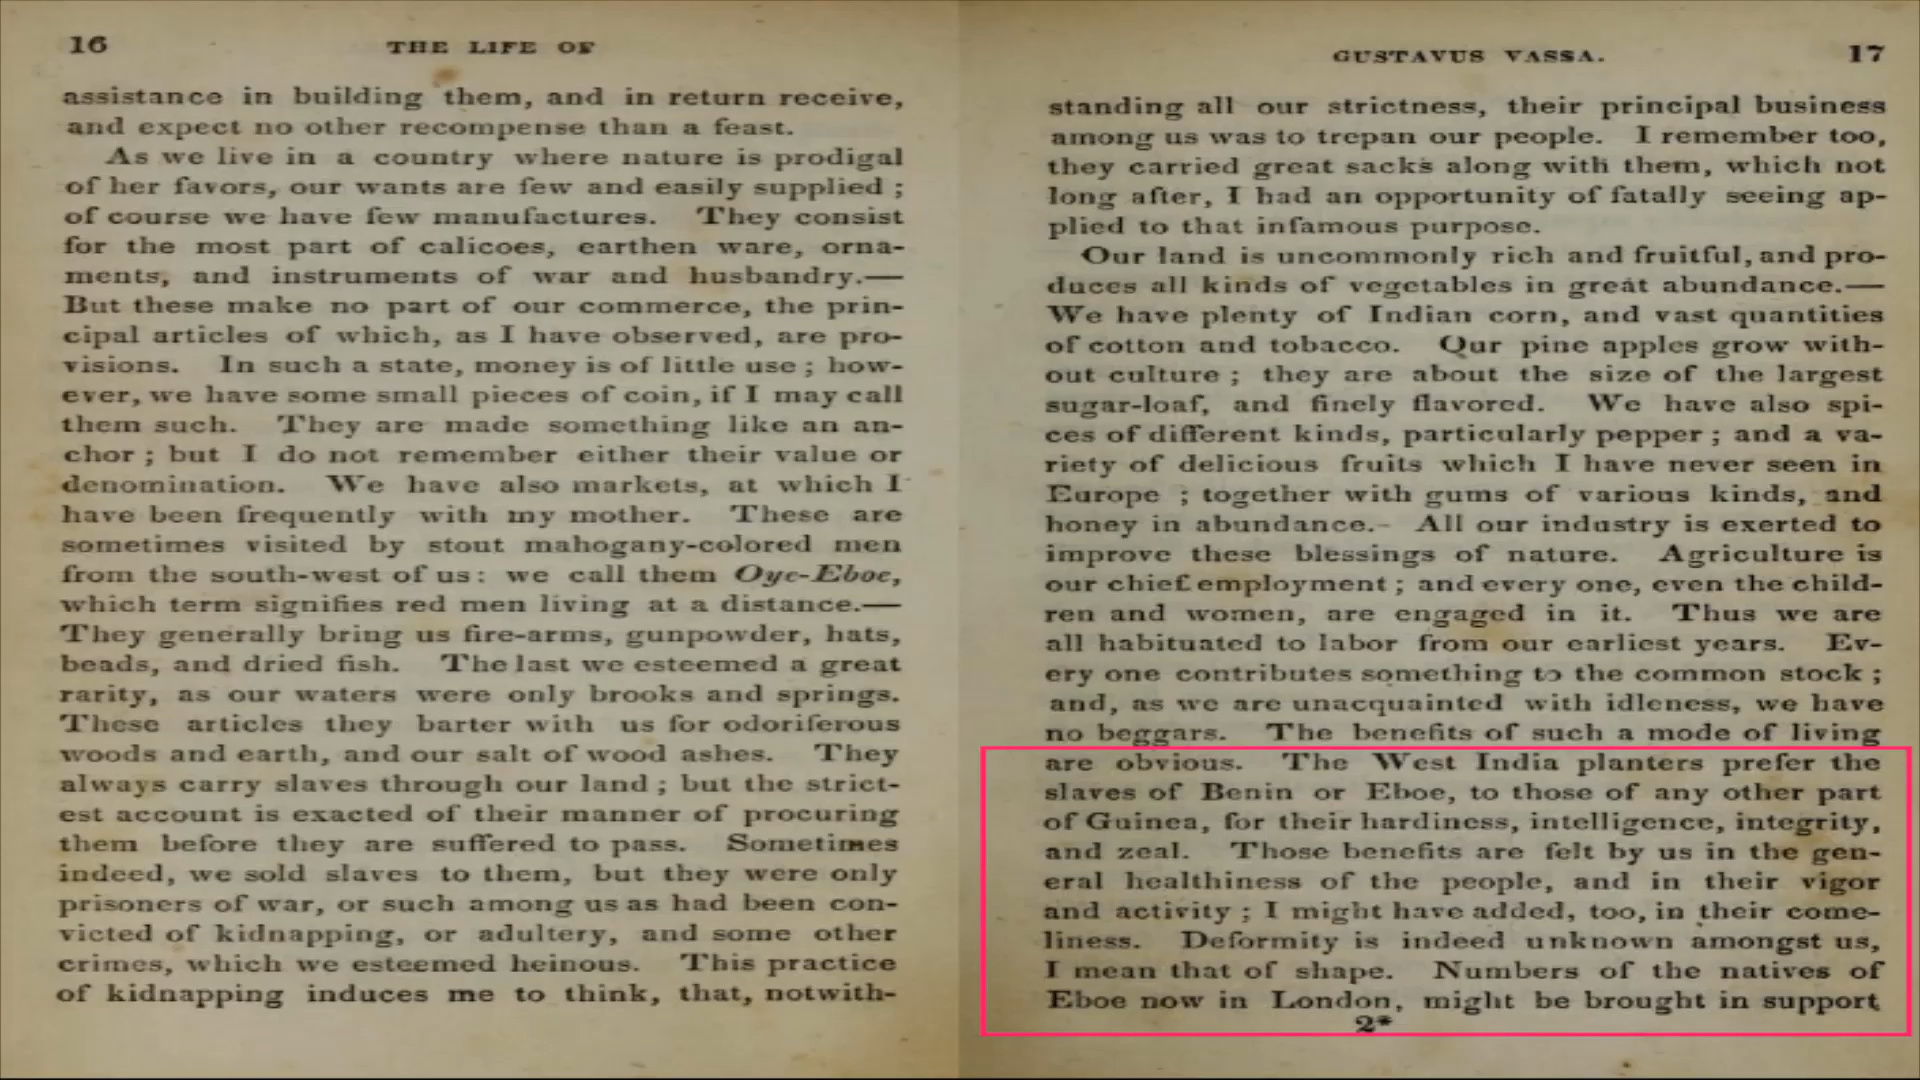 16
THE LIFE OF
assistance in building them, and in return receive,
and expect no other recompense than a feast.
As we live in a country where nature is prodigal
of her favors, our wants are few and easily supplied ;
of course we have few manufactures. They consist
for the most part of calicoes, earthen ware, orna-
ments, and instruments of war and husbandry.—
But these make no part of our commerce, the prin-
cipal articles of which, as I have observed, are pro-
visions. In such a state, money is of little use ; how-
ever, we have some small pieces of coin, if I may call
them such. They are made something like an an-
chor ; but I do not remember either their value or
denomination. We have also markets, at which I
have been frequently with my mother. These are
sometimes visited by stout mahogany-colored men
from the south-west of us : we call them Oye-Eboe,
which term signifies red men living at a distance.—
They generally bring us fire-arms, gunpowder, hats,
beads, and dried fish. The last we esteemed a great
rarity, as our waters were only brooks and springs.
These articles they barter with us for odoriferous
woods and earth, and our salt of wood ashes. They
always carry slaves through our land ; but the strict-
est account is exacted of their manner of procuring
them before they are suffered to pass. Sometimes
indeed, we sold slaves to them, but they were only
prisoners of war, or such among us as had been con-
victed of kidnapping, or adultery, and some other
crimes, which we esteemed heinous. This practice
of kidnapping induces me to think, that, notwith-
GUSTAVUS VASSA.
17
standing all our strictness, their principal business
among us was to trepan our people. I remember too,
they carried great sacks along with them, which not
long after, I had an opportunity of fatally seeing ap-
plied to that infamous purpose.
Our land is uncommonly rich and fruitful, and pro-
duces all kinds of vegetables in great abundance.—
We have plenty of Indian corn, and vast quantities
of cotton and tobacco. Our pine apples grow with-
out culture ; they are about the size of the largest
sugar-loaf, and finely flavored. We have also spi-
ces of different kinds, particularly pepper ; and a va-
riety of delicious fruits which I have never seen in
Europe ; together with gums of various kinds, and
honey in abundance. All our industry is exerted to
improve these blessings of nature. Agriculture is
our chief employment ; and every one, even the child-
ren and women, are engaged in it. Thus we are
all habituated to labor from our earliest years. Ev-
ery one contributes something to the common stock ;
and, as we are unacquainted with idleness, we have
no beggars. The benefits of such a mode of living
are obvious. The West India planters prefer the
slaves of Benin or Eboe, to those of any other part
of Guinea, for their hardiness, intelligence, integrity,
and zeal. Those benefits are felt by us in the gen-
eral healthiness of the people, and in their vigor
and activity ; I might have added, too, in their come-
liness. Deformity is indeed unknown amongst us,
I mean that of shape. Numbers of the natives of
Eboe now in London, might be brought in support
2*